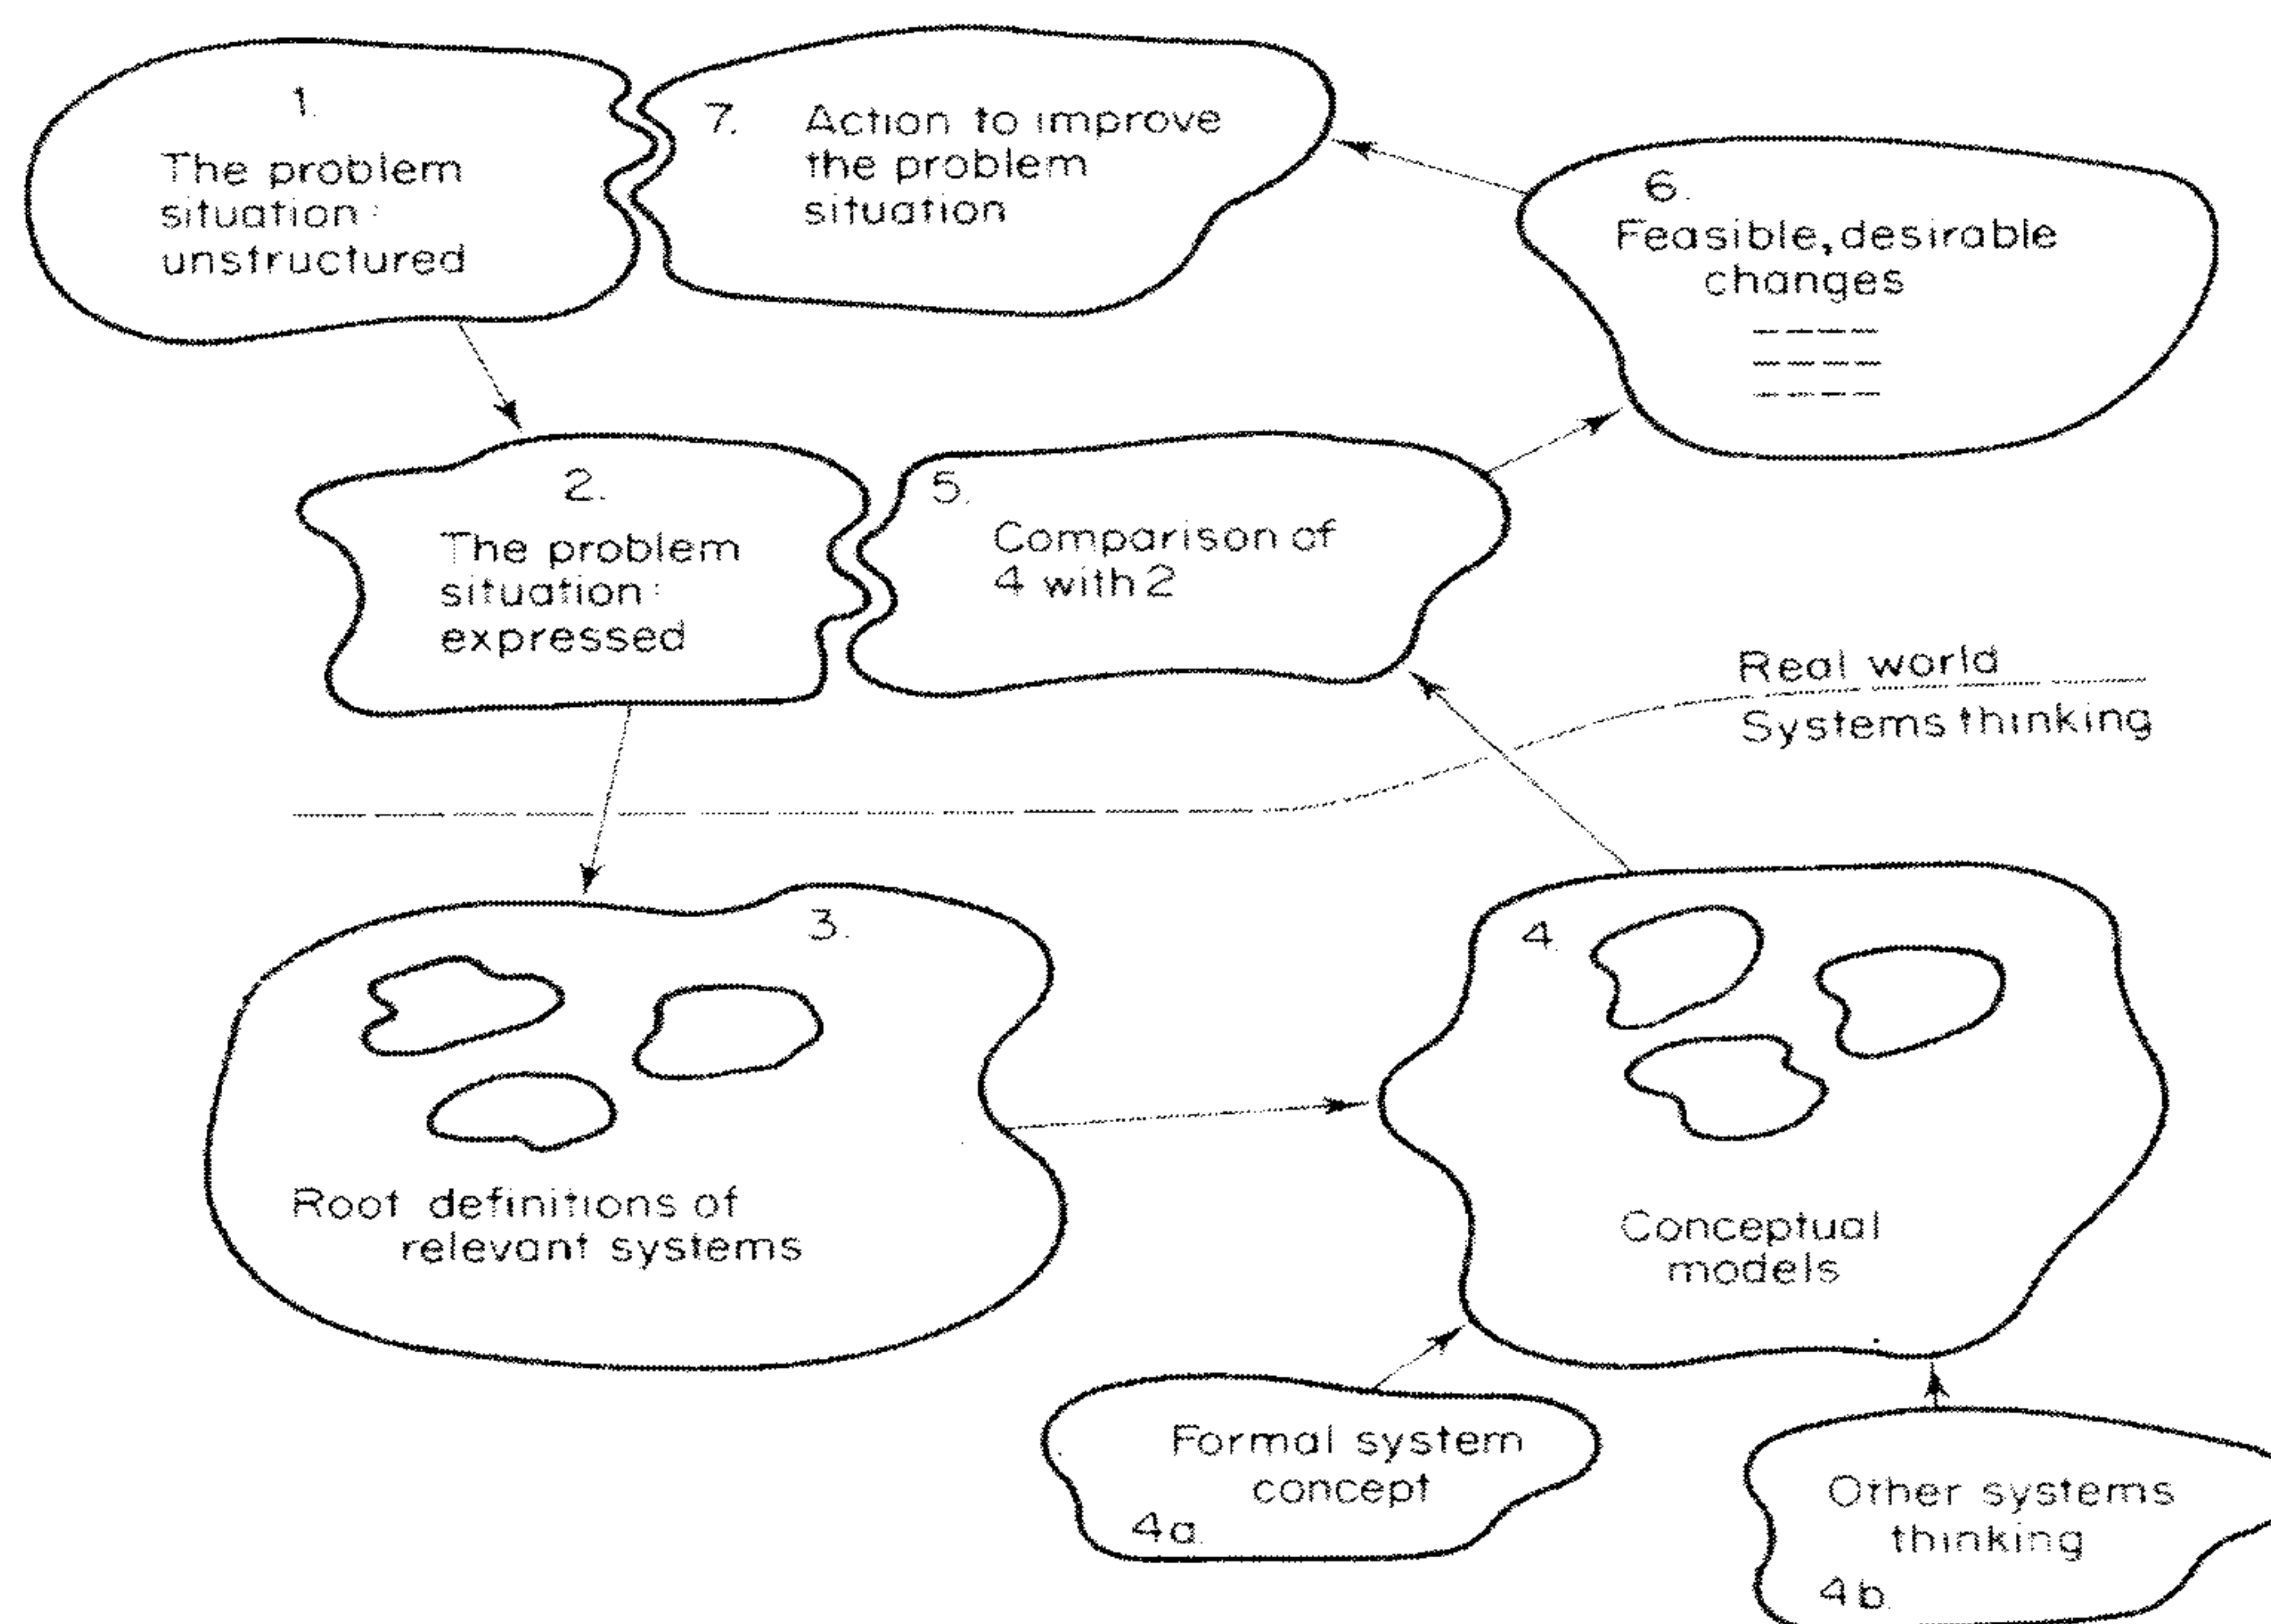 1.
The problem
situation:
unstructured
7. Action to improve
the problem
situation
6.
Feasible, desirable
changes
2.
The problem
situation:
expressed
5.
Comparison of
4 with 2
Real world
Systems thinking
3.
Root definitions of
relevant systems
4.
Conceptual
models
Formal system
concept
4a.
Other systems
thinking
4b.